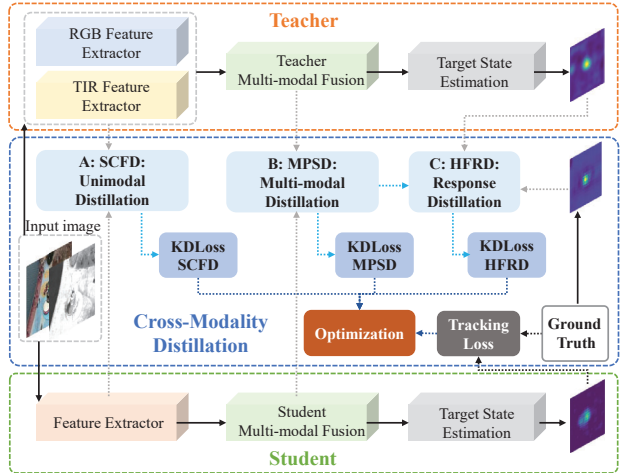 Teacher
RGB Feature
Extractor
TIR Feature
Extractor
Teacher
Multi-modal Fusion
Target State
Estimation
A: SCFD:
Unimodal
Distillation
B: MPSD:
Multi-modal
Distillation
C: HFRD:
Response
Distillation
Input image
KDLoss
SCFD
KDLoss
MPSD
KDLoss
HFRD
Cross-Modality
Distillation
Optimization
Tracking
Loss
Ground
Truth
Feature Extractor
Student
Multi-modal Fusion
Target State
Estimation
Student